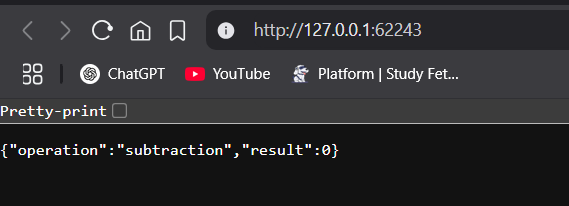 http://127.0.0.1:62243
ChatGPT
YouTube
Platform | Study Fet...
Pretty-print
{"operation":"subtraction","result":0}